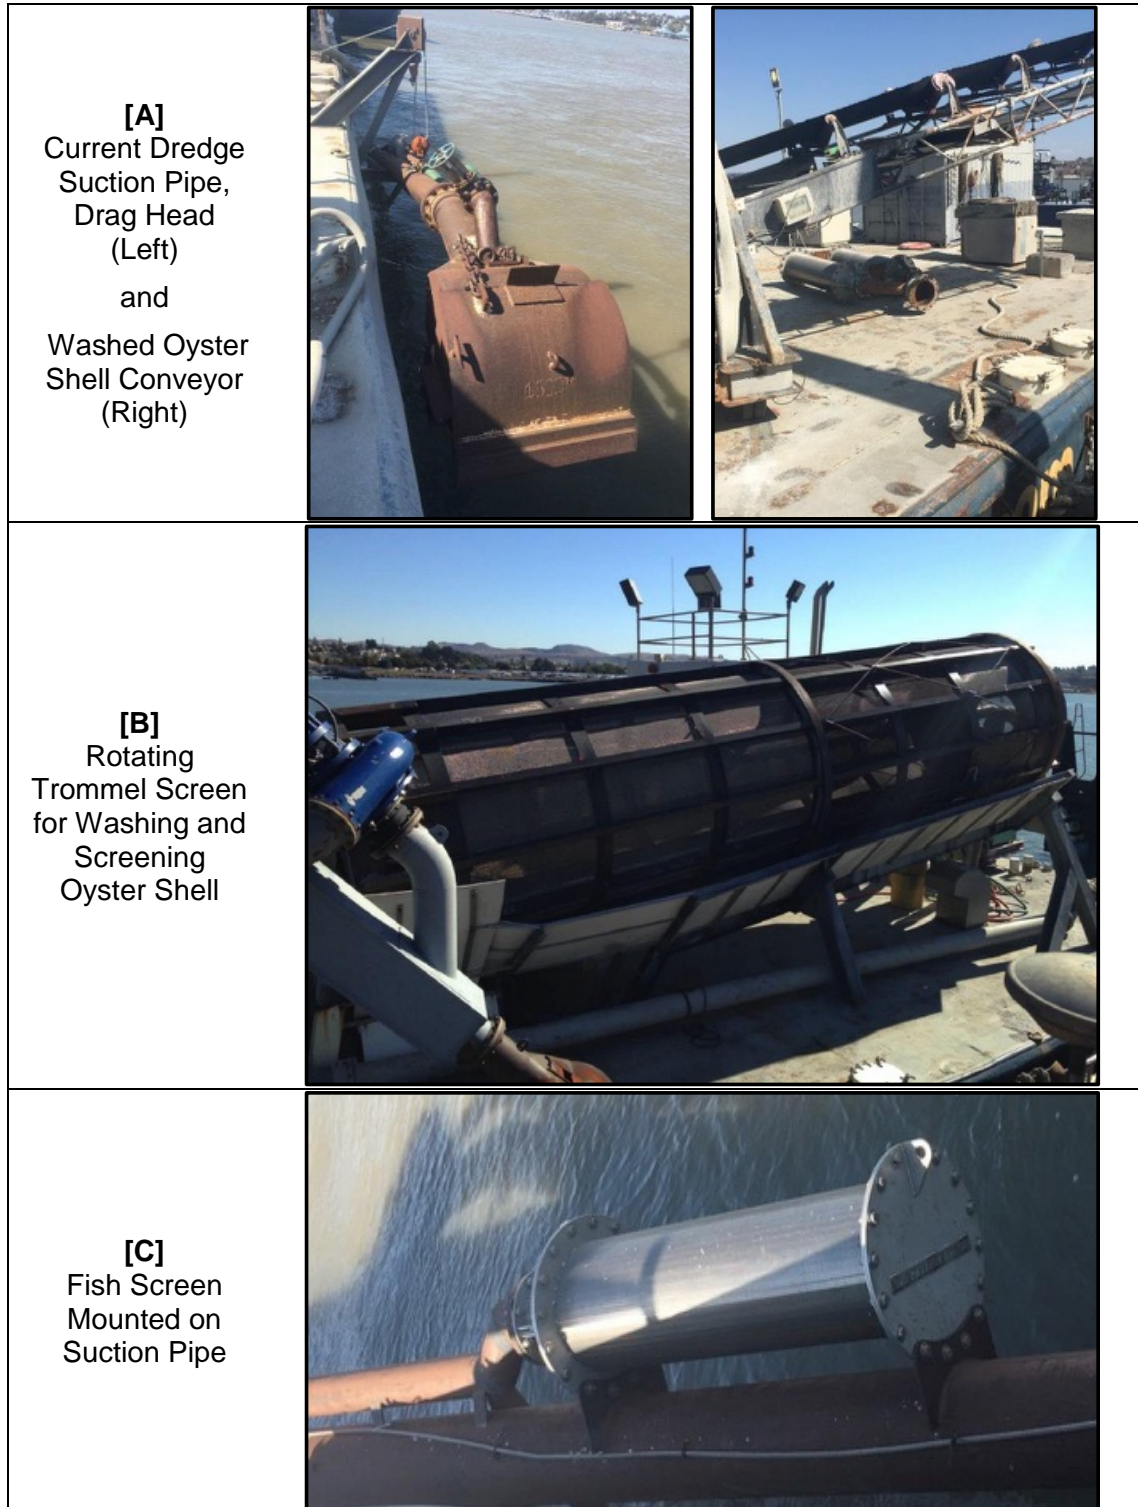 [A]
Current Dredge
Suction Pipe,
Drag Head
(Left)
and
Washed Oyster
Shell Conveyor
(Right)
[B]
Rotating
Trommel Screen
for Washing and
Screening
Oyster Shell
[C]
Fish Screen
Mounted on
Suction Pipe